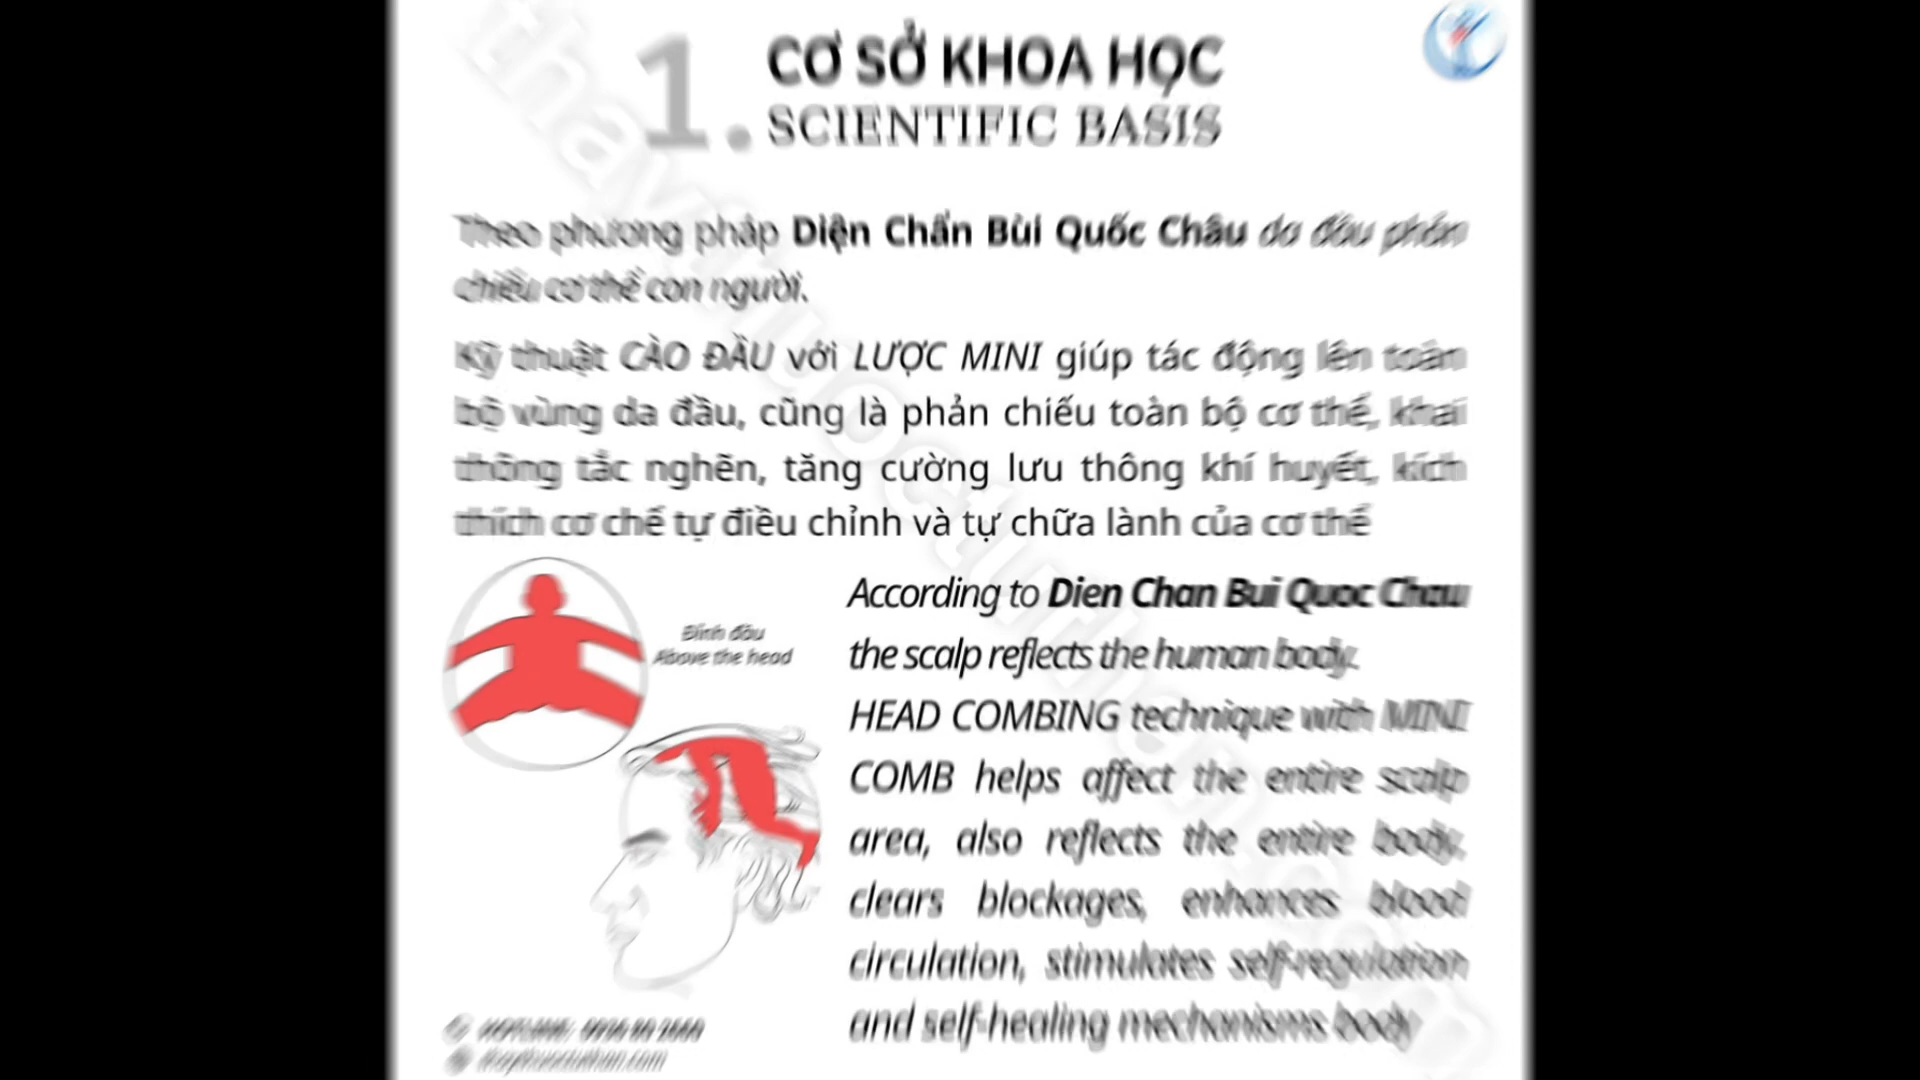 1. CƠ SỞ KHOA HỌC
SCIENTIFIC BASIS
Theo phương pháp Diện Chẩn Bùi Quốc Châu da đầu phản
chiếu cơ thể con người.
Kỹ thuật CÀO ĐẦU với LƯỢC MINI giúp tác động lên toàn
bộ vùng da đầu, cũng là phản chiếu toàn bộ cơ thể, khai
thông tắc nghẽn, tăng cường lưu thông khí huyết, kích
thích cơ chế tự điều chỉnh và tự chữa lành của cơ thể
Đỉnh đầu
Above the head
According to Dien Chan Bui Quoc Chau
the scalp reflects the human body.
HEAD COMBING technique with MINI
COMB helps affect the entire scalp
area, also reflects the entire body,
clears blockages, enhances blood
circulation, stimulates self-regulation
and self-healing mechanisms body
HOTLINE: